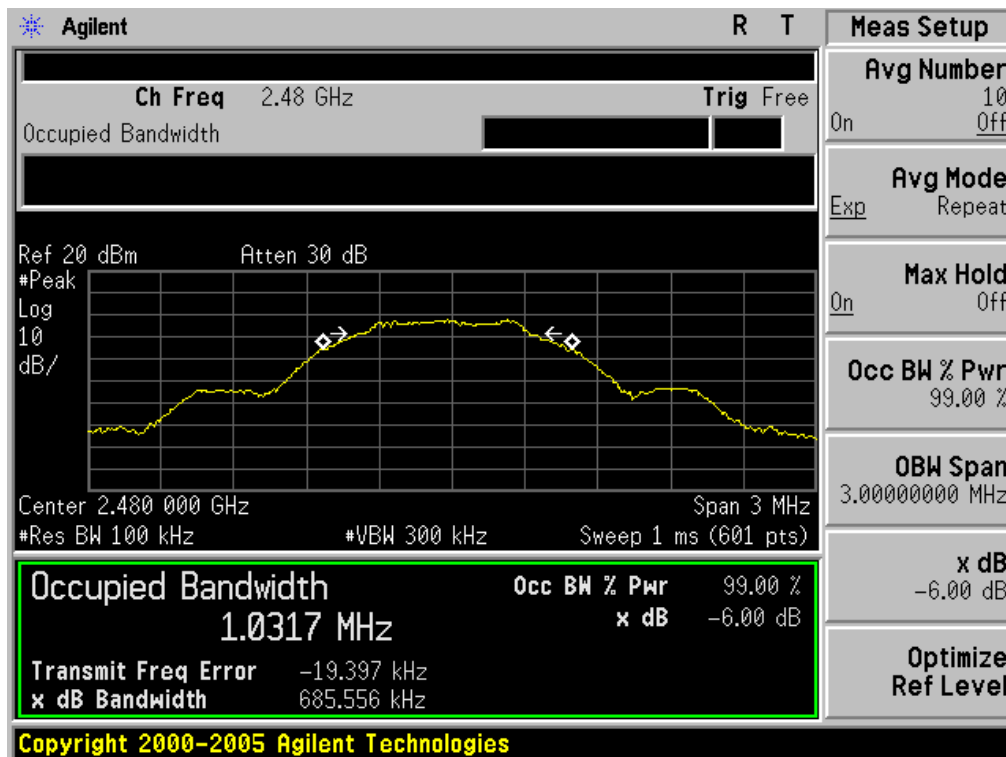 Agilent R T
Ch Freq 2.48 GHz Trig Free
Occupied Bandwidth
Ref 20 dBm Atten 30 dB
#Peak
Log
10
dB/
Center 2.480 000 GHz Span 3 MHz
#Res BW 100 kHz #VBW 300 kHz Sweep 1 ms (601 pts)
Occupied Bandwidth Occ BW % Pwr 99.00 %
1.0317 MHz x dB -6.00 dB
Transmit Freq Error -19.397 kHz
x dB Bandwidth 685.556 kHz
Copyright 2000-2005 Agilent Technologies
Meas Setup
Avg Number
10
On Off
Avg Mode
Exp Repeat
Max Hold
On Off
Occ BW % Pwr
99.00 %
OBW Span
3.00000000 MHz
x dB
-6.00 dB
Optimize
Ref Level